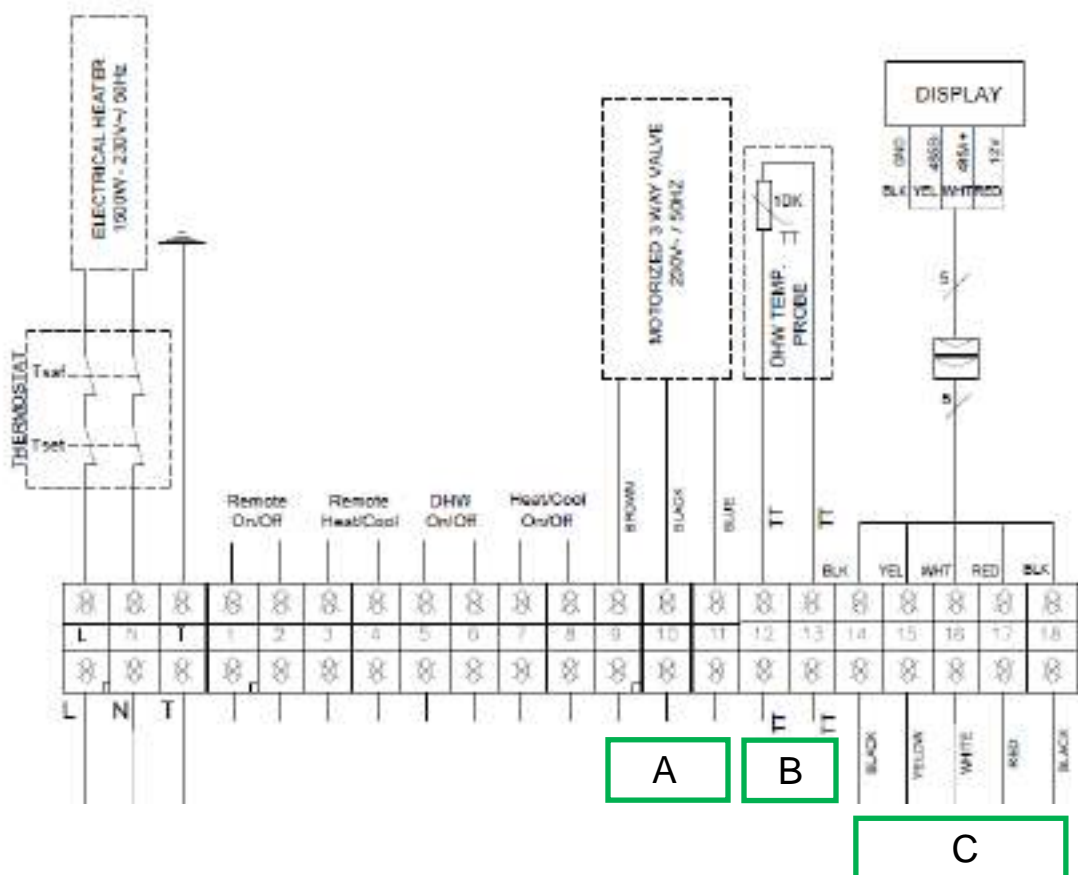 ELECTRICAL HEATER
1500W - 230V~/ 50Hz
THERMOSTAT
Tsaf
Tset
MOTORIZED 3 WAY VALVE
230V~ / 50HZ
10K
TT
DHW TEMP.
PROBE
DISPLAY
GND
485B-
485A+
12V
BLK YEL WHT RED
5
5
Remote
On/Off
Remote
Heat/Cool
DHW
On/Off
Heat/Cool
On/Off
BROWN
BLACK
BLUE
TT
TT
BLK YEL WHT RED BLK
L N T 1 2 3 4 5 6 7 8 9 10 11 12 13 14 15 16 17 18
L N T
TT
TT
BLACK
YELLOW
WHITE
RED
BLACK
A
B
C